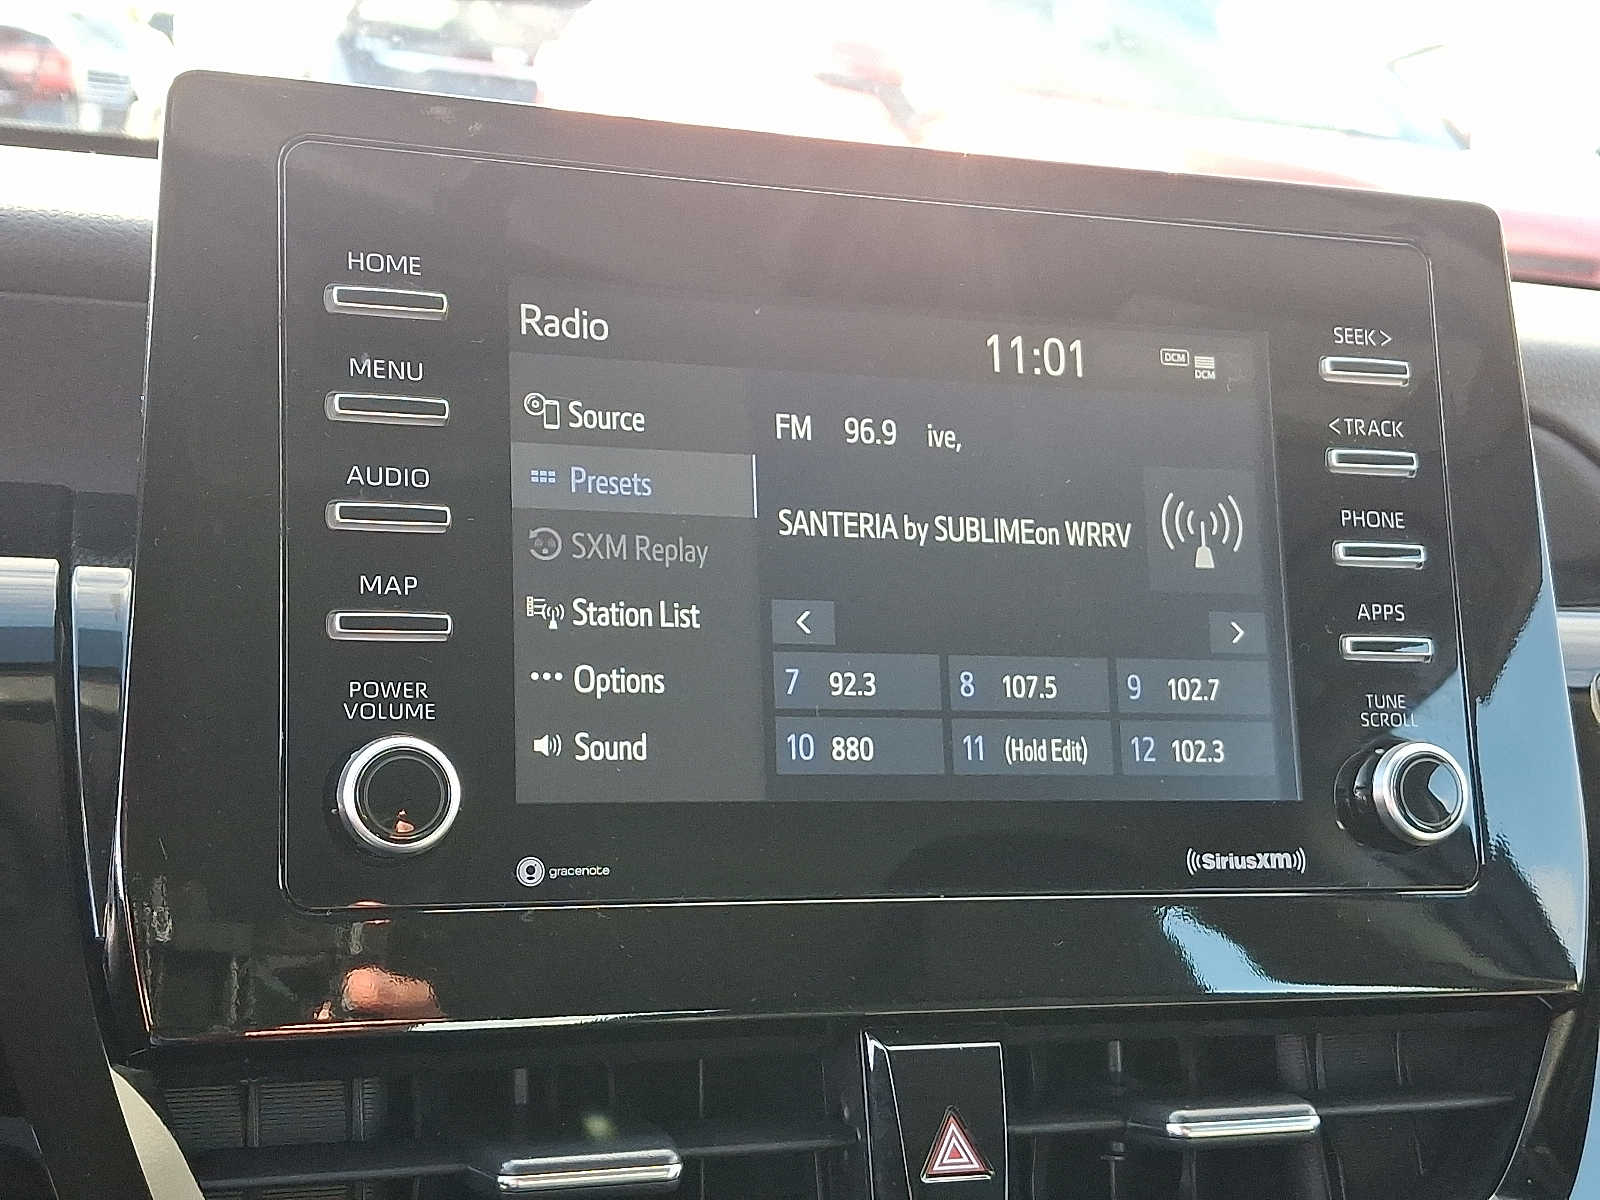 HOME
MENU
AUDIO
MAP
POWER
VOLUME
Radio
11:01
DCM
DCM
Source
Presets
SXM Replay
Station List
Options
Sound
FM 96.9 ive,
SANTERIA by SUBLIMEon WRRV
<
>
7 92.3
8 107.5
9 102.7
10 880
11 (Hold Edit)
12 102.3
SEEK >
< TRACK
PHONE
APPS
TUNE
SCROLL
gracenote
((SiriusXM))